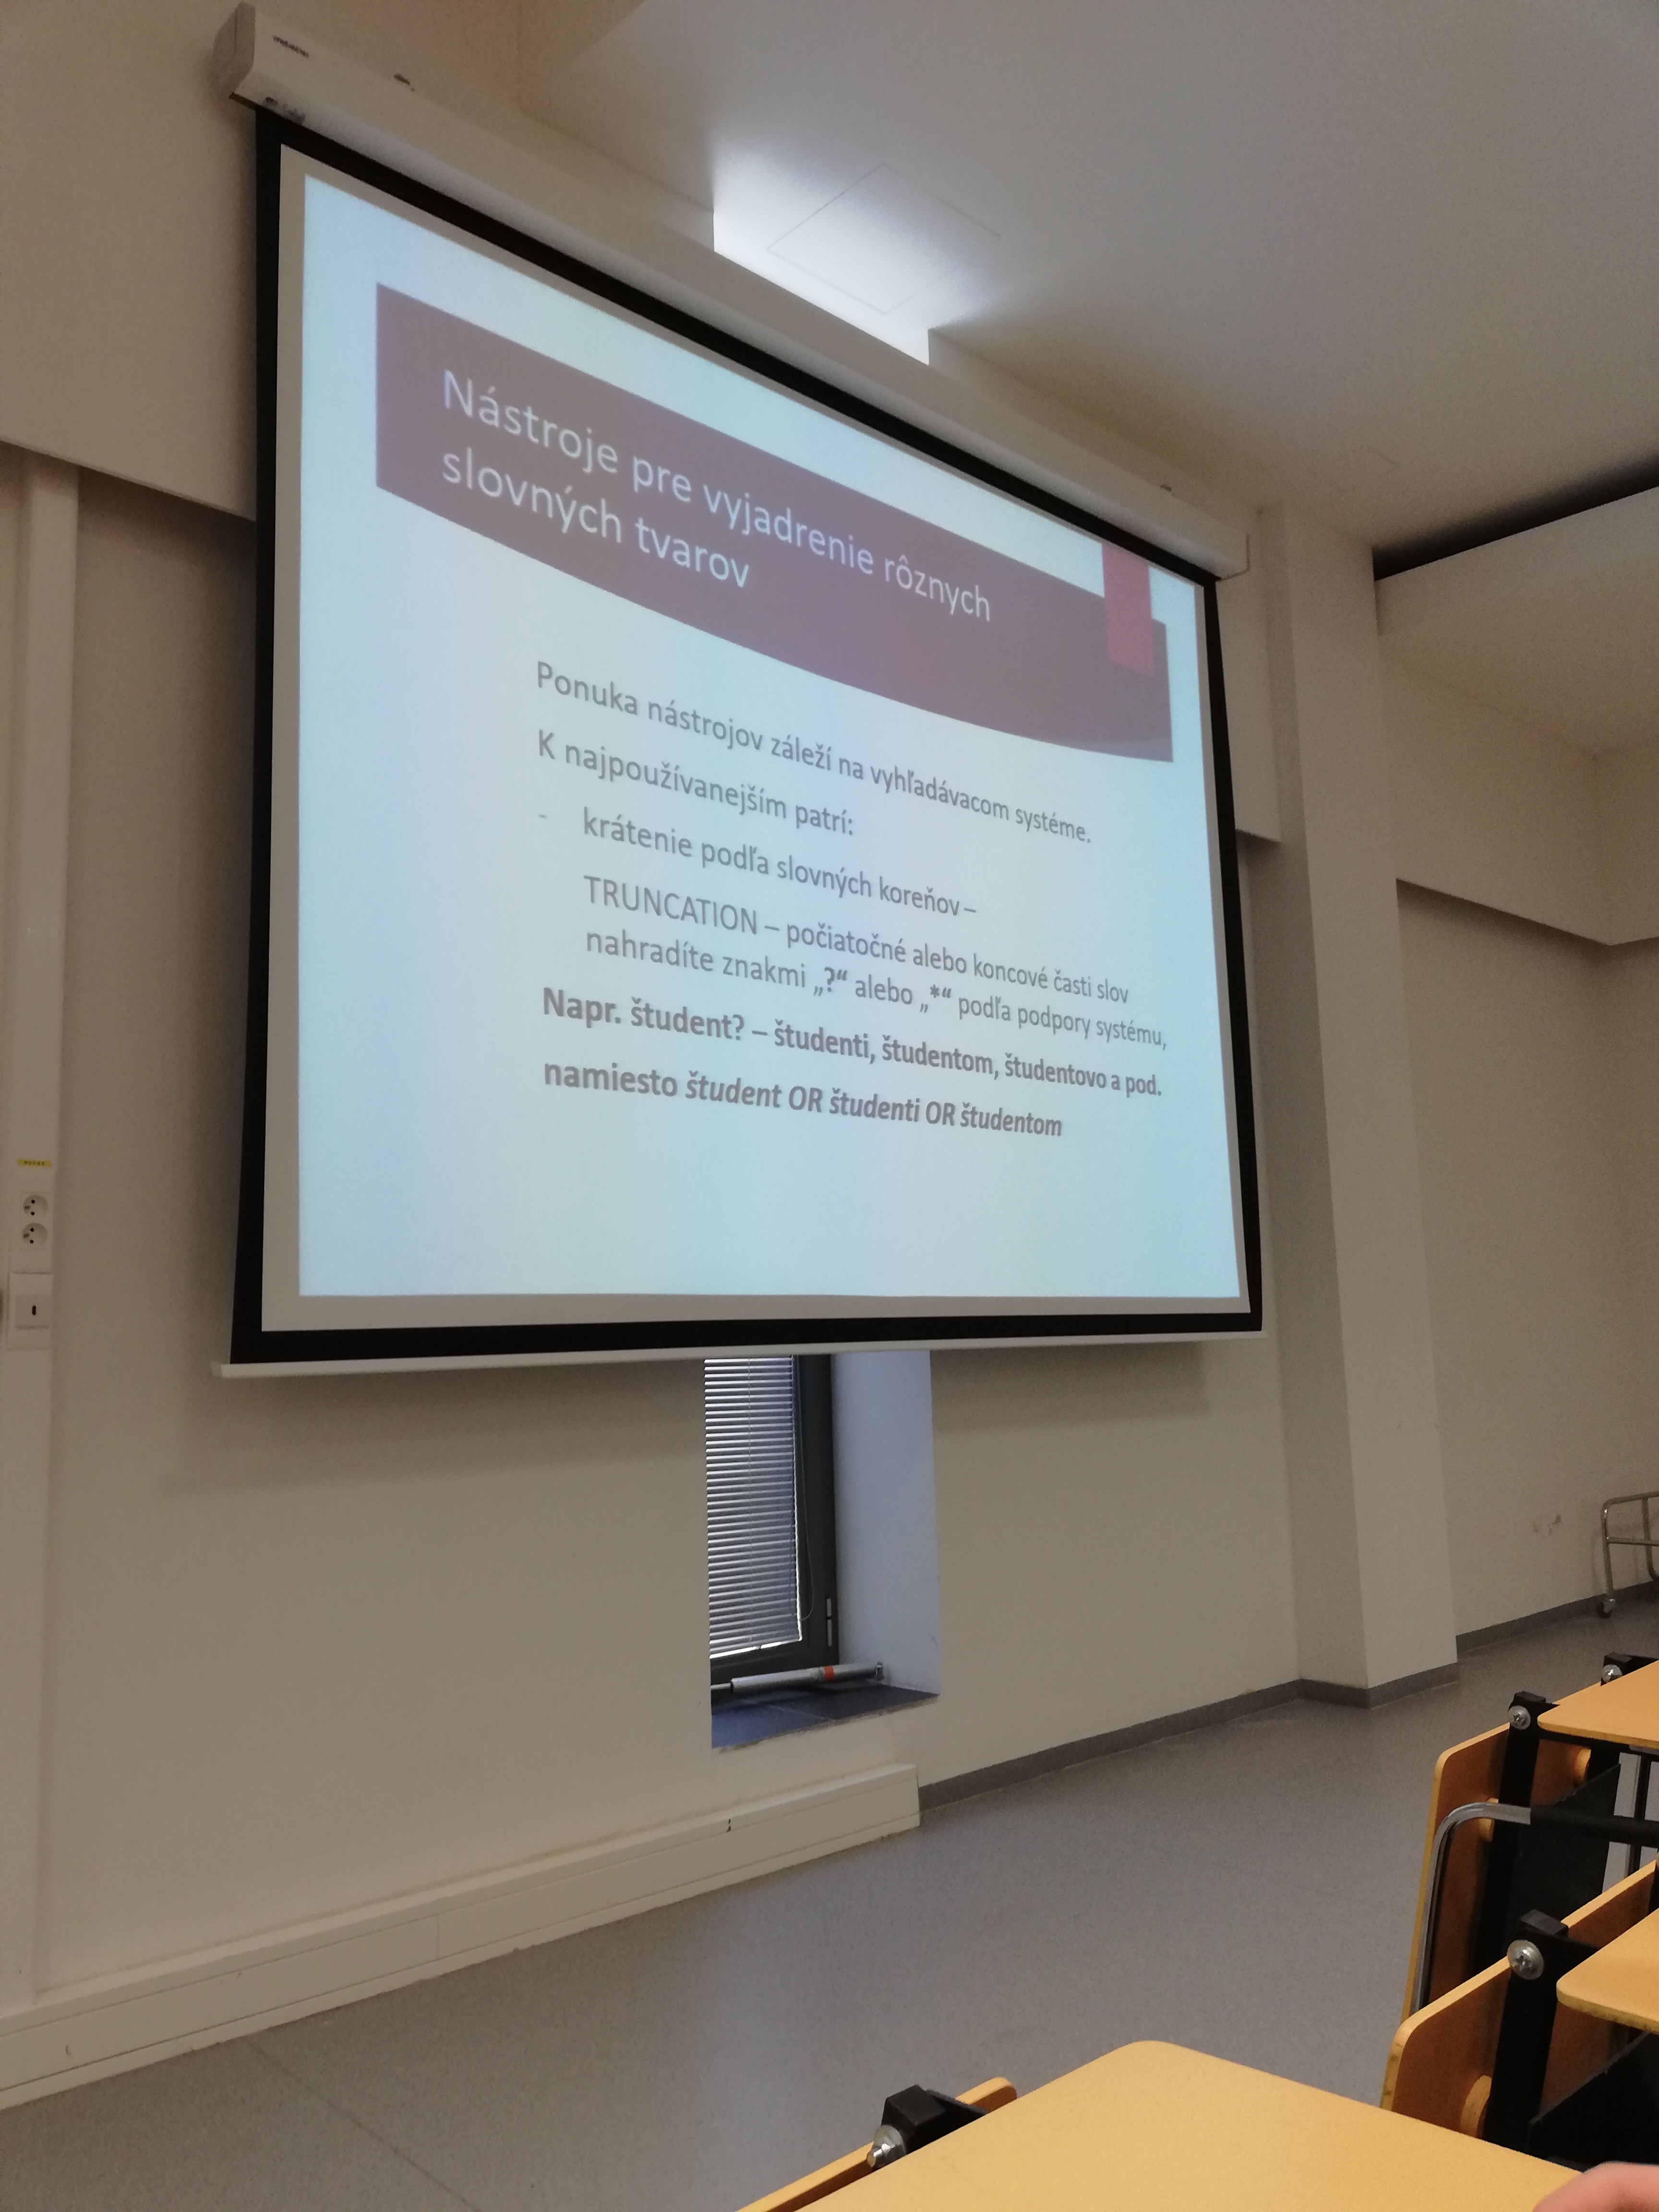 Nástroje pre vyjadrenie rôznych
slovných tvarov
Ponuka nástrojov záleží na vyhľadávacom systéme.
K najpoužívanejším patrí:
- krátenie podľa slovných koreňov –
TRUNCATION – počiatočné alebo koncové časti slov
nahradíte znakmi „?“ alebo „*“ podľa podpory systému,
Napr. študent? – študenti, študentom, študentovo a pod.
namiesto študent OR študenti OR študentom